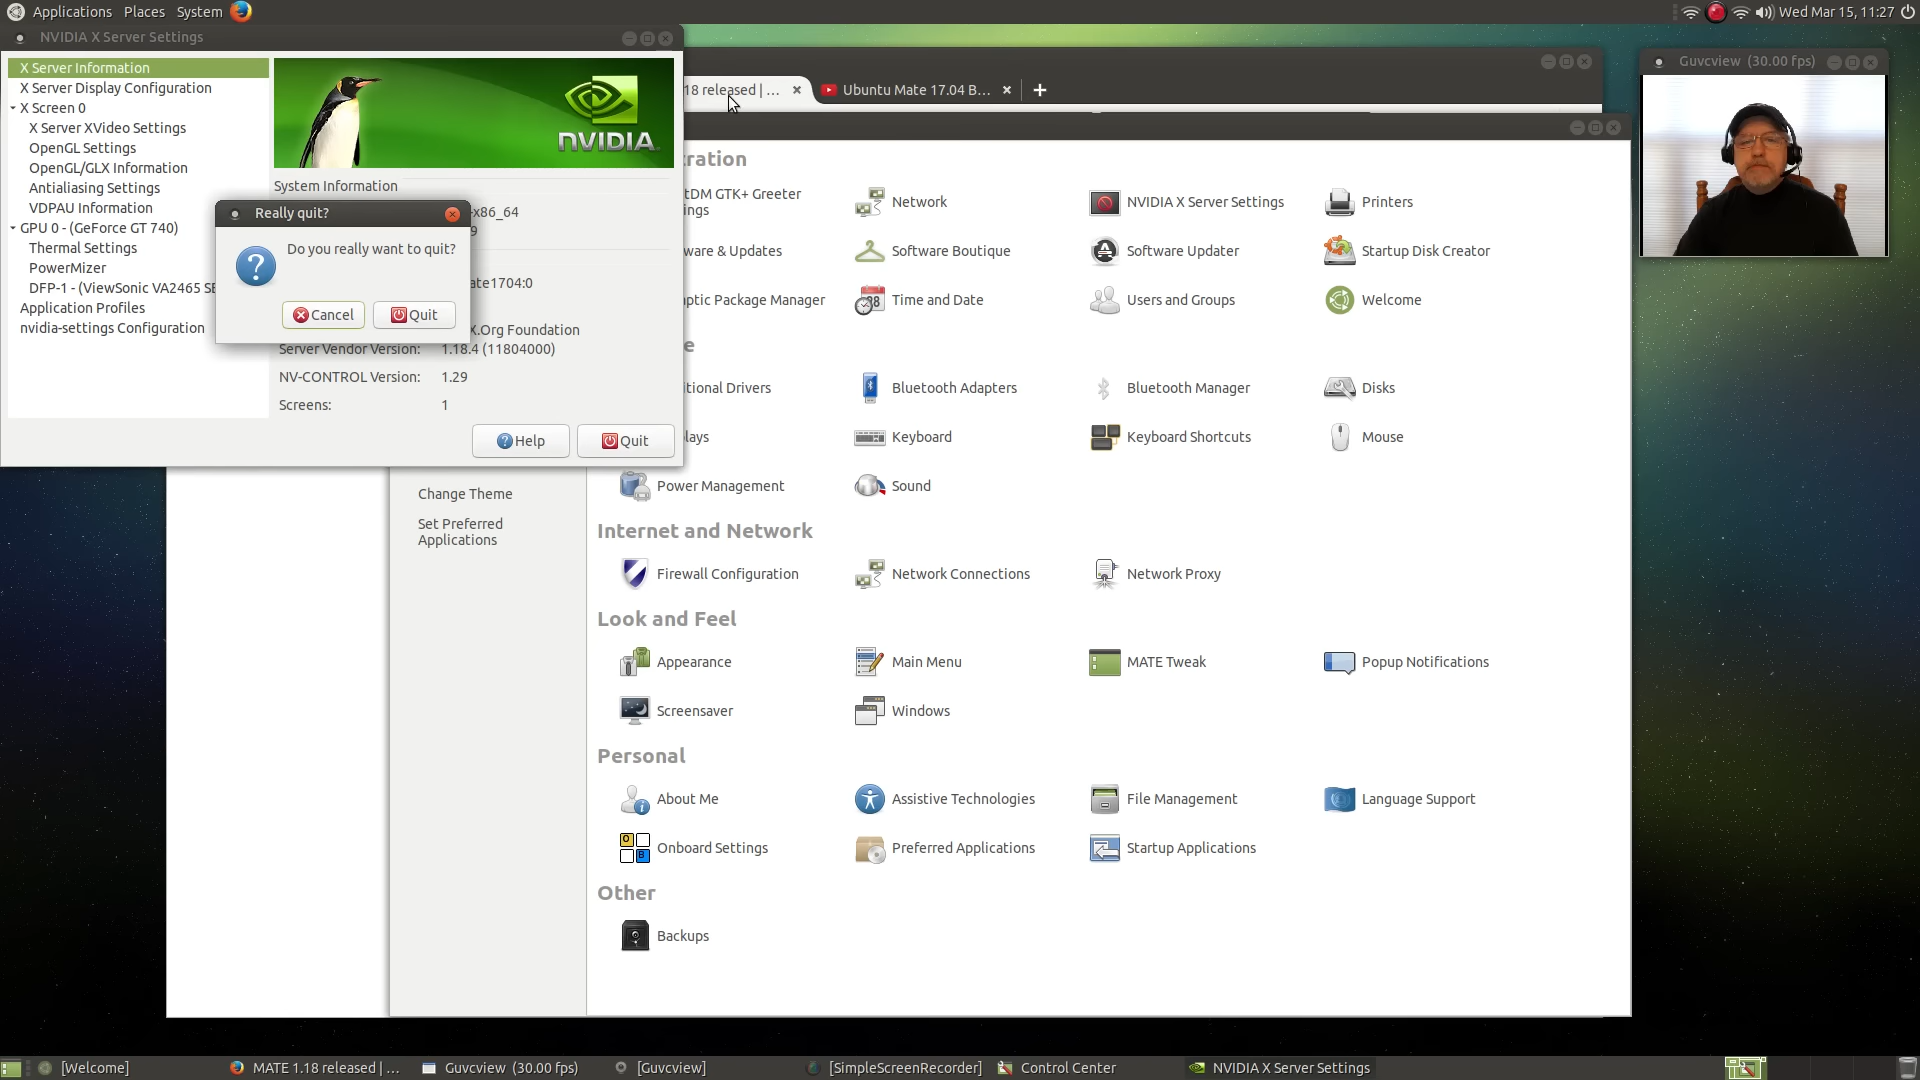 Applications Places System
Wed Mar 15, 11:27
NVIDIA X Server Settings
Guvcview (30.00 fps)
X Server Information
X Server Display Configuration
X Screen 0
X Server XVideo Settings
OpenGL Settings
OpenGL/GLX Information
Antialiasing Settings
VDPAU Information
GPU 0 - (GeForce GT 740)
Thermal Settings
PowerMizer
DFP-1 - (ViewSonic VA2465 SE
Application Profiles
nvidia-settings Configuration
NVIDIA
System Information
x86_64
9
ate1704:0
X.Org Foundation
Server Vendor Version: 1.18.4 (11804000)
NV-CONTROL Version: 1.29
Screens: 1
Help
Quit
Really quit?
Do you really want to quit?
Cancel
Quit
18 released | ...
Ubuntu Mate 17.04 B...
tration
tDM GTK+ Greeter
ngs
Network
NVIDIA X Server Settings
Printers
ware & Updates
Software Boutique
Software Updater
Startup Disk Creator
aptic Package Manager
Time and Date
Users and Groups
Welcome
e
itional Drivers
Bluetooth Adapters
Bluetooth Manager
Disks
lays
Keyboard
Keyboard Shortcuts
Mouse
Power Management
Sound
Change Theme
Set Preferred
Applications
Internet and Network
Firewall Configuration
Network Connections
Network Proxy
Look and Feel
Appearance
Main Menu
MATE Tweak
Popup Notifications
Screensaver
Windows
Personal
About Me
Assistive Technologies
File Management
Language Support
Onboard Settings
Preferred Applications
Startup Applications
Other
Backups
[Welcome]
MATE 1.18 released | ...
Guvcview (30.00 fps)
[Guvcview]
[SimpleScreenRecorder]
Control Center
NVIDIA X Server Settings